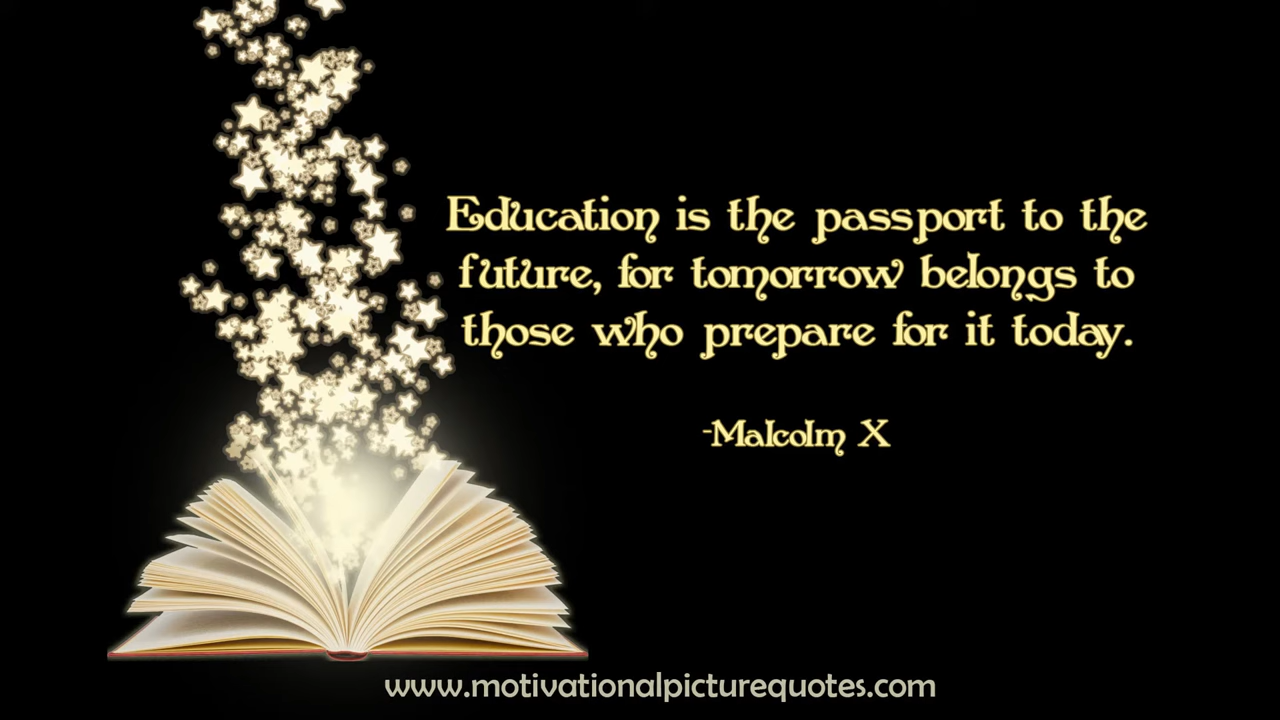 Education is the passport to the
future, for tomorrow belongs to
those who prepare for it today.
-Malcolm X
www.motivationalpicturequotes.com